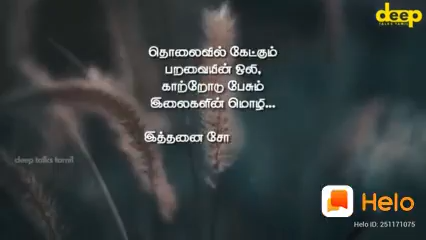 deep
TALKS TAMIL
தொலைவில் கேட்கும்
பறவையின் ஒலி,
காற்றோடு பேசும்
இலைகளின் மொழி...
இத்தனை சோ
deep talks tamil
Helo
Helo ID: 251171075